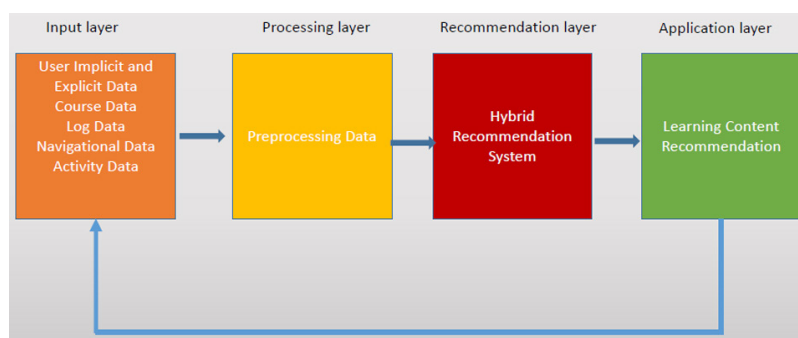 Input layer
Processing layer
Recommendation layer
Application layer
User Implicit and
Explicit Data
Course Data
Log Data
Navigational Data
Activity Data
Preprocessing Data
Hybrid
Recommendation
System
Learning Content
Recommendation